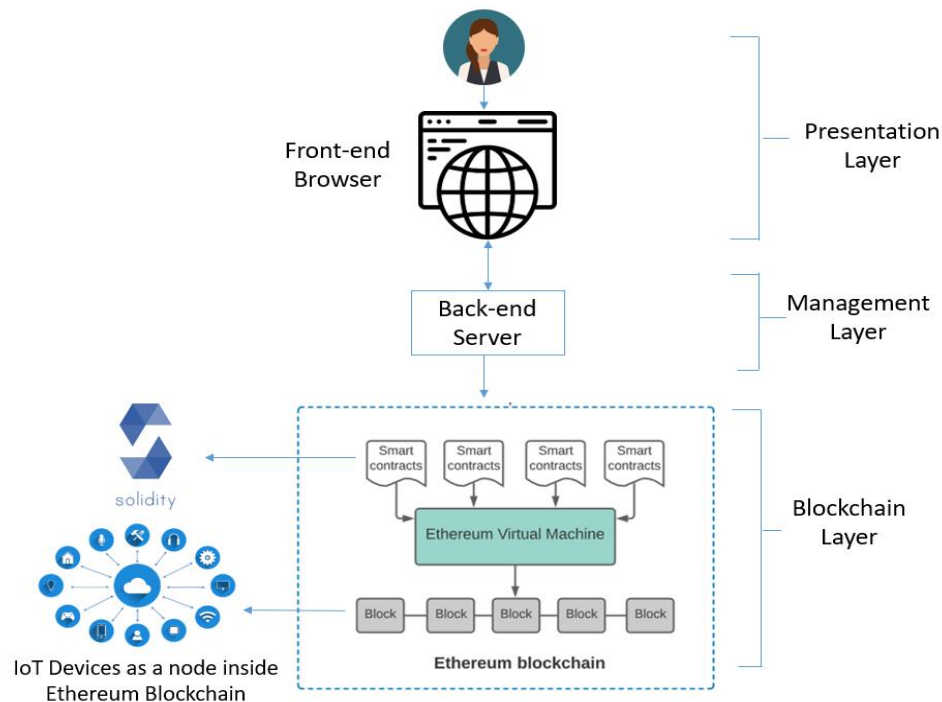 Front-end
Browser
Presentation
Layer
Back-end
Server
Management
Layer
Smart
contracts
Smart
contracts
Smart
contracts
Smart
contracts
solidity
Ethereum Virtual Machine
Blockchain
Layer
Block
Block
Block
Block
Block
Ethereum blockchain
IoT Devices as a node inside
Ethereum Blockchain